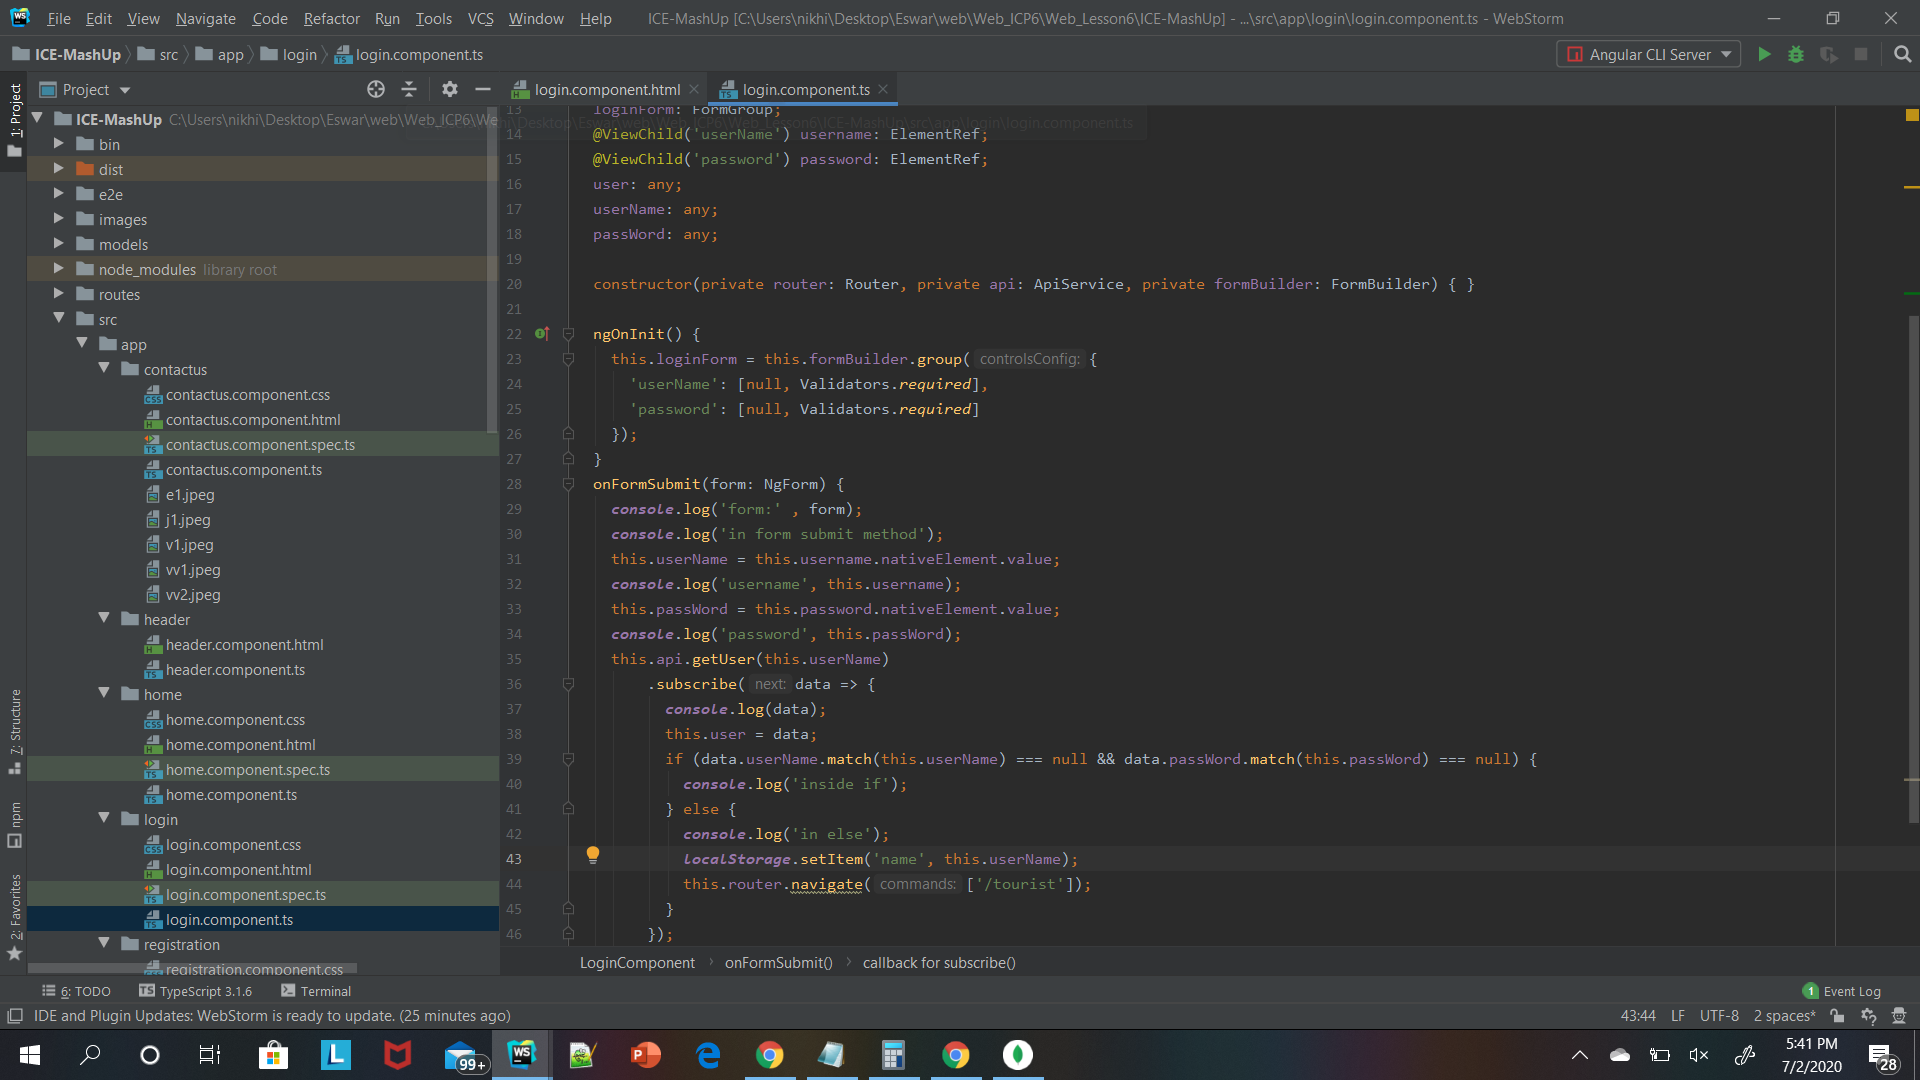 File Edit View Navigate Code Refactor Run Tools VCS Window Help ICE-MashUp [C:\Users\nikhi\Desktop\Eswar\web\Web_ICP6\Web_Lesson6\ICE-MashUp] - ...\src\app\login\login.component.ts - WebStorm
ICE-MashUp src app login login.component.ts Angular CLI Server
Project login.component.html login.component.ts
1: Project
7: Structure
npm
2: Favorites
ICE-MashUp C:\Users\nikhi\Desktop\Eswar\web\Web_ICP6\We
bin
dist
e2e
images
models
node_modules library root
routes
src
app
contactus
contactus.component.css
contactus.component.html
contactus.component.spec.ts
contactus.component.ts
e1.jpeg
j1.jpeg
v1.jpeg
vv1.jpeg
vv2.jpeg
header
header.component.html
header.component.ts
home
home.component.css
home.component.html
home.component.spec.ts
home.component.ts
login
login.component.css
login.component.html
login.component.spec.ts
login.component.ts
registration
registration.component.css
13 loginForm: FormGroup;
14 @ViewChild('userName') username: ElementRef;
15 @ViewChild('password') password: ElementRef;
16 user: any;
17 userName: any;
18 passWord: any;
19
20 constructor(private router: Router, private api: ApiService, private formBuilder: FormBuilder) { }
21
22 ngOnInit() {
23 this.loginForm = this.formBuilder.group( controlsConfig: {
24 'userName': [null, Validators.required],
25 'password': [null, Validators.required]
26 });
27 }
28 onFormSubmit(form: NgForm) {
29 console.log('form:' , form);
30 console.log('in form submit method');
31 this.userName = this.username.nativeElement.value;
32 console.log('username', this.username);
33 this.passWord = this.password.nativeElement.value;
34 console.log('password', this.passWord);
35 this.api.getUser(this.userName)
36 .subscribe( next: data => {
37 console.log(data);
38 this.user = data;
39 if (data.userName.match(this.userName) === null && data.passWord.match(this.passWord) === null) {
40 console.log('inside if');
41 } else {
42 console.log('in else');
43 localStorage.setItem('name', this.userName);
44 this.router.navigate( commands: ['/tourist']);
45 }
46 });
LoginComponent onFormSubmit() callback for subscribe()
6: TODO TypeScript 3.1.6 Terminal 1 Event Log
IDE and Plugin Updates: WebStorm is ready to update. (25 minutes ago) 43:44 LF UTF-8 2 spaces*
99+
5:41 PM
7/2/2020
28